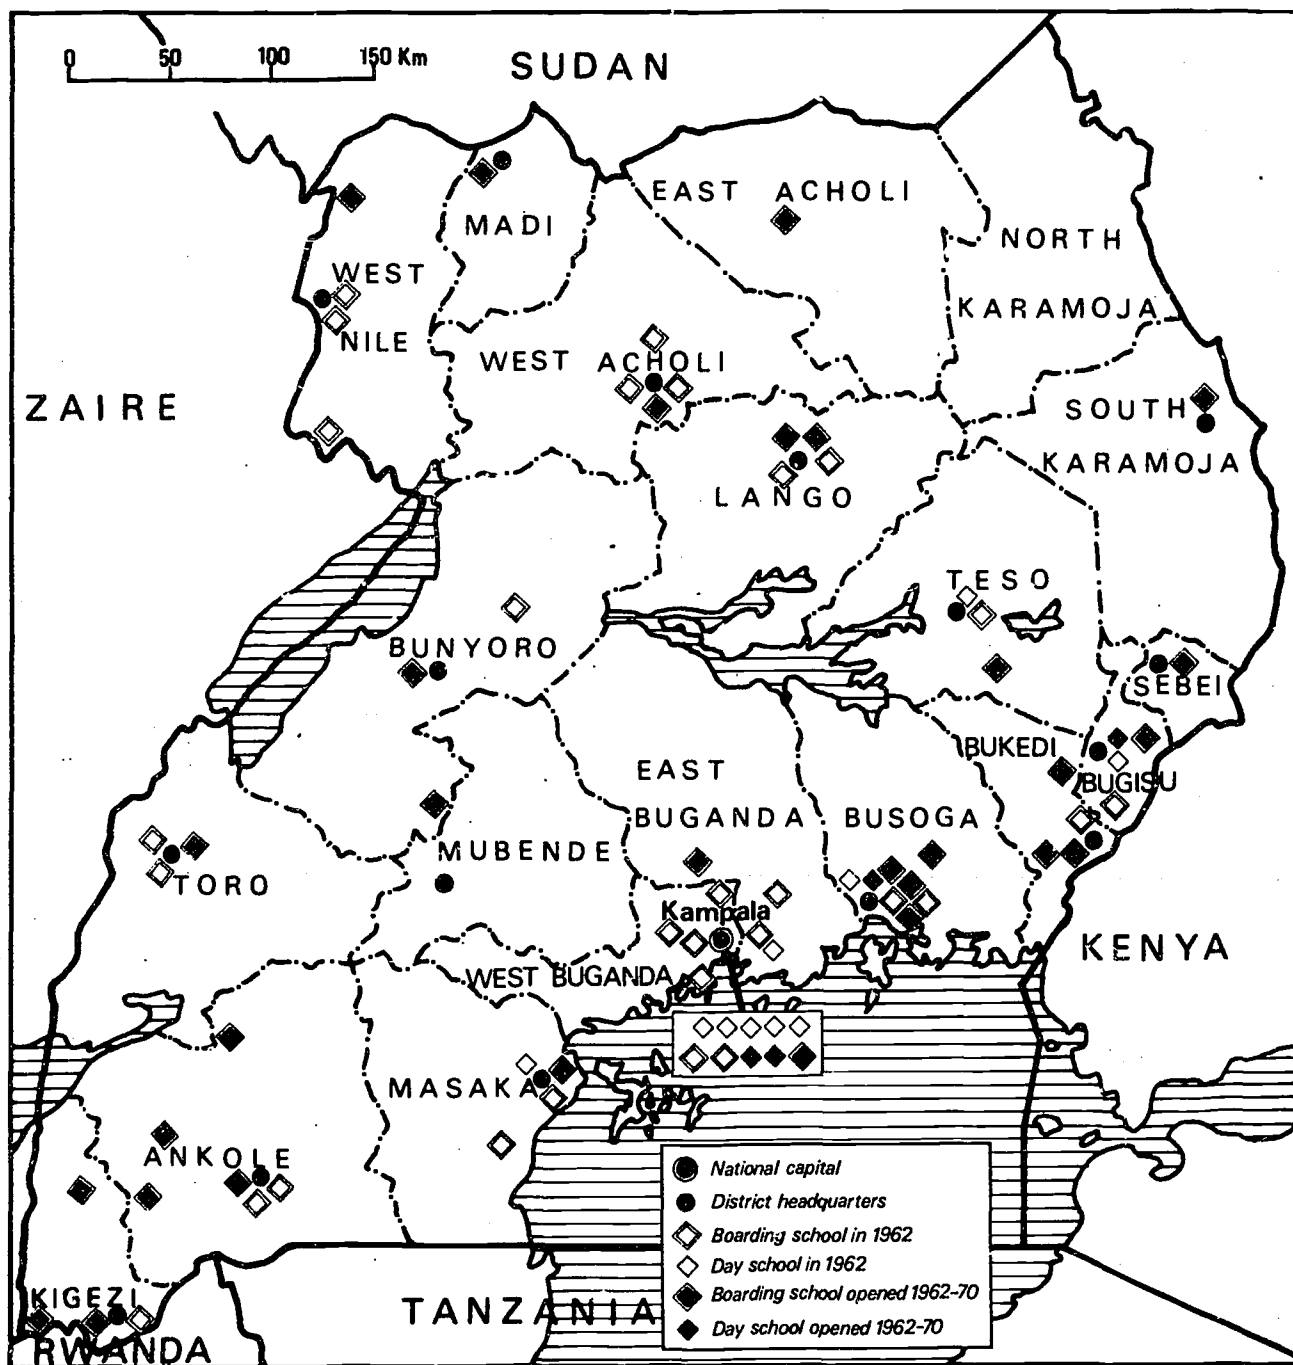 0 50 100 150 Km
SUDAN
EAST ACHOLI
MADI
NORTH
KARAMOJA
WEST
NILE
WEST ACHOLI
ZAIRE
SOUTH
KARAMOJA
LANGO
TESO
BUNYORO
SEBEI
BUKEDI
BUGISU
EAST
BUGANDA
BUSOGA
MUBENDE
TORO
Kampala
KENYA
WEST BUGANDA
MASAKA
ANKOLE
National capital
District headquarters
Boarding school in 1962
Day school in 1962
Boarding school opened 1962-70
Day school opened 1962-70
KIGEZI
TANZANIA
RWANDA